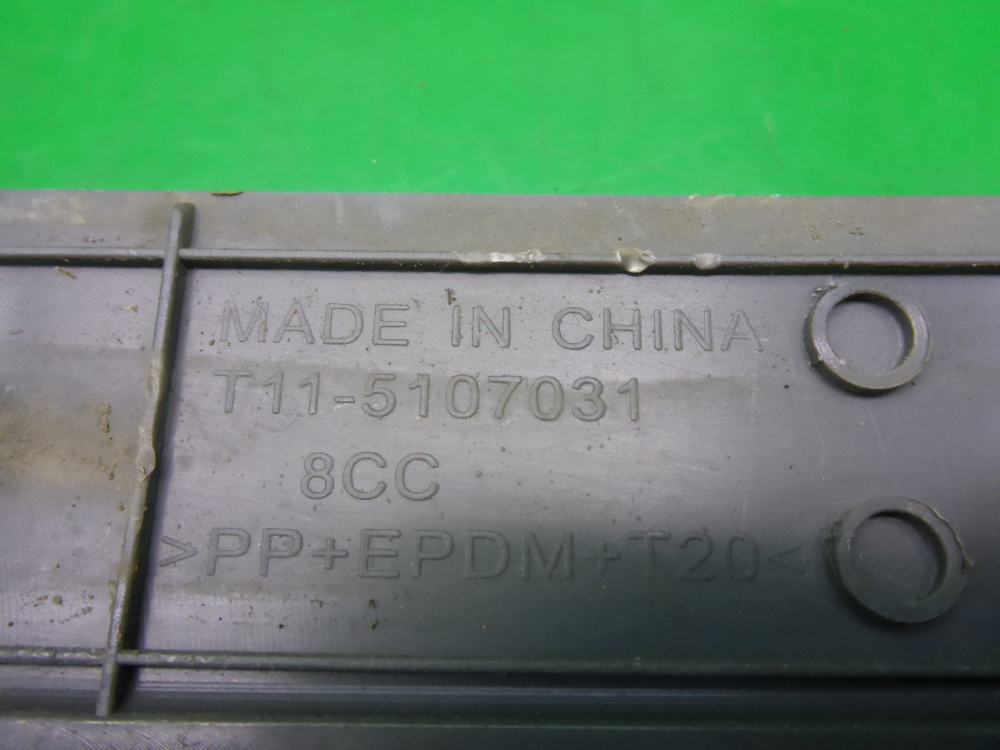 MADE IN CHINA
T11-5107031
8CC
>PP+EPDM+T20<